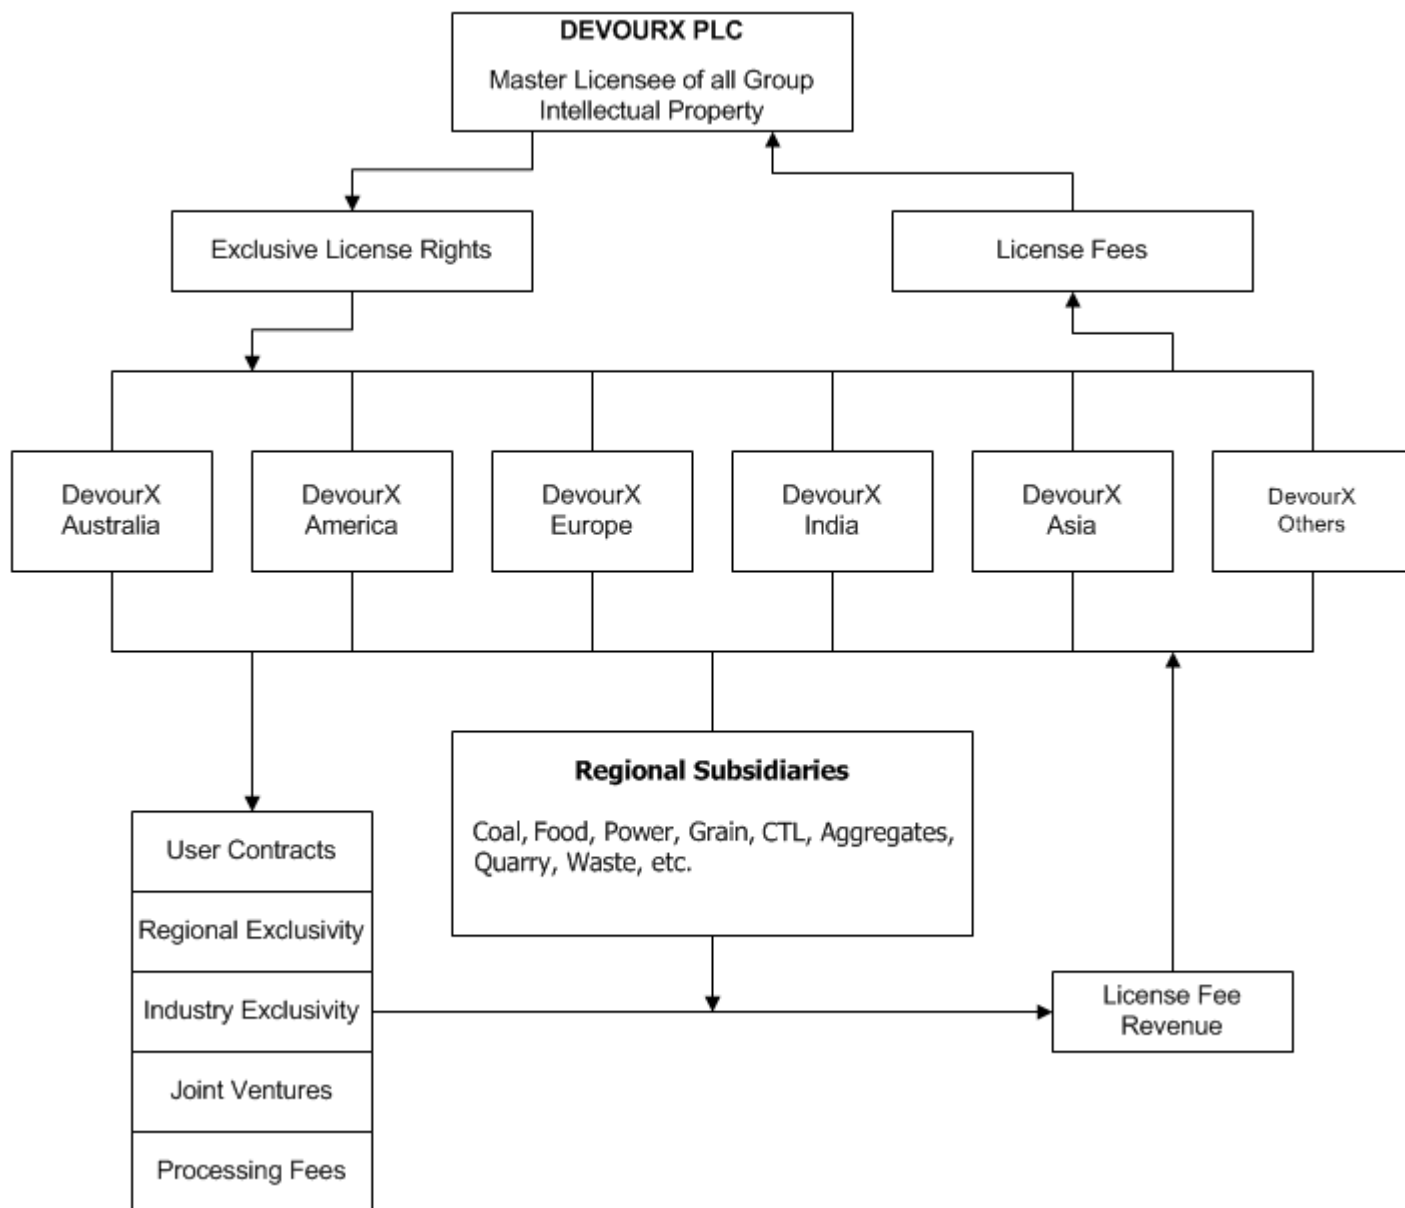 DEVOURX PLC
Master Licensee of all Group
Intellectual Property
Exclusive License Rights
License Fees
DevourX
Australia
DevourX
America
DevourX
Europe
DevourX
India
DevourX
Asia
DevourX
Others
Regional Subsidiaries
Coal, Food, Power, Grain, CTL, Aggregates,
Quarry, Waste, etc.
User Contracts
Regional Exclusivity
Industry Exclusivity
Joint Ventures
Processing Fees
License Fee
Revenue